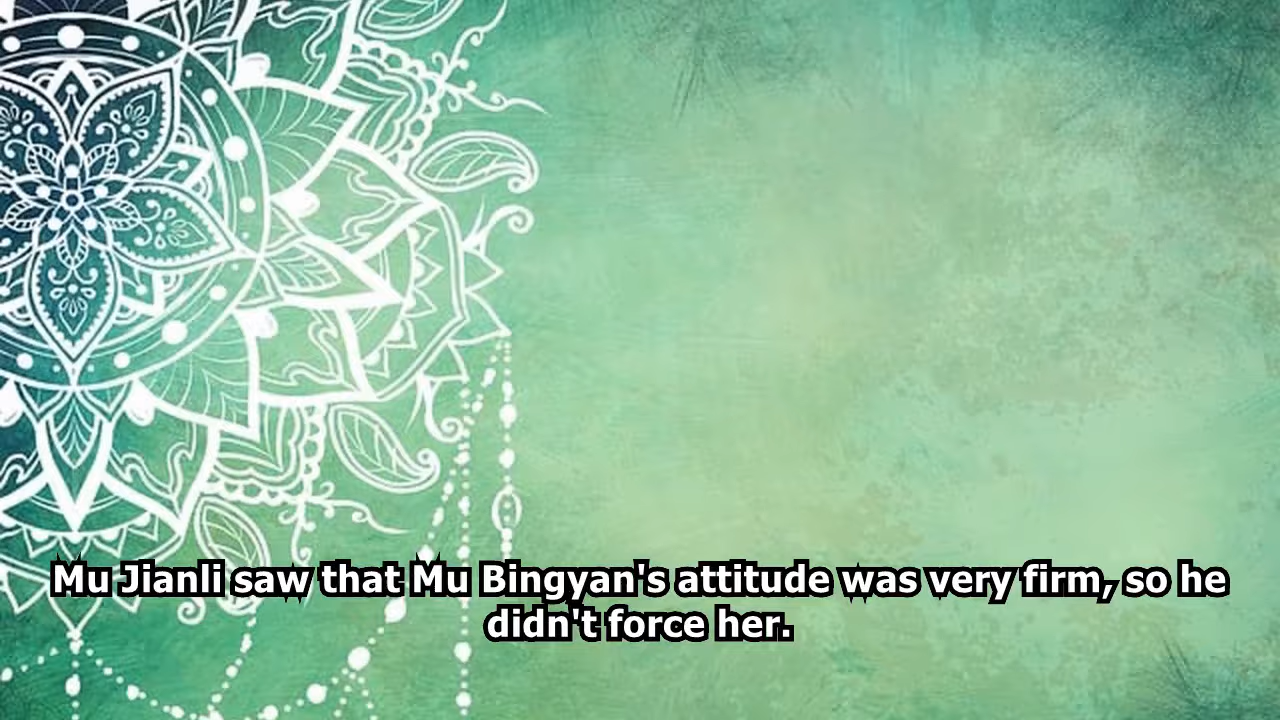 Mu Jianli saw that Mu Bingyan's attitude was very firm, so he
didn't force her.